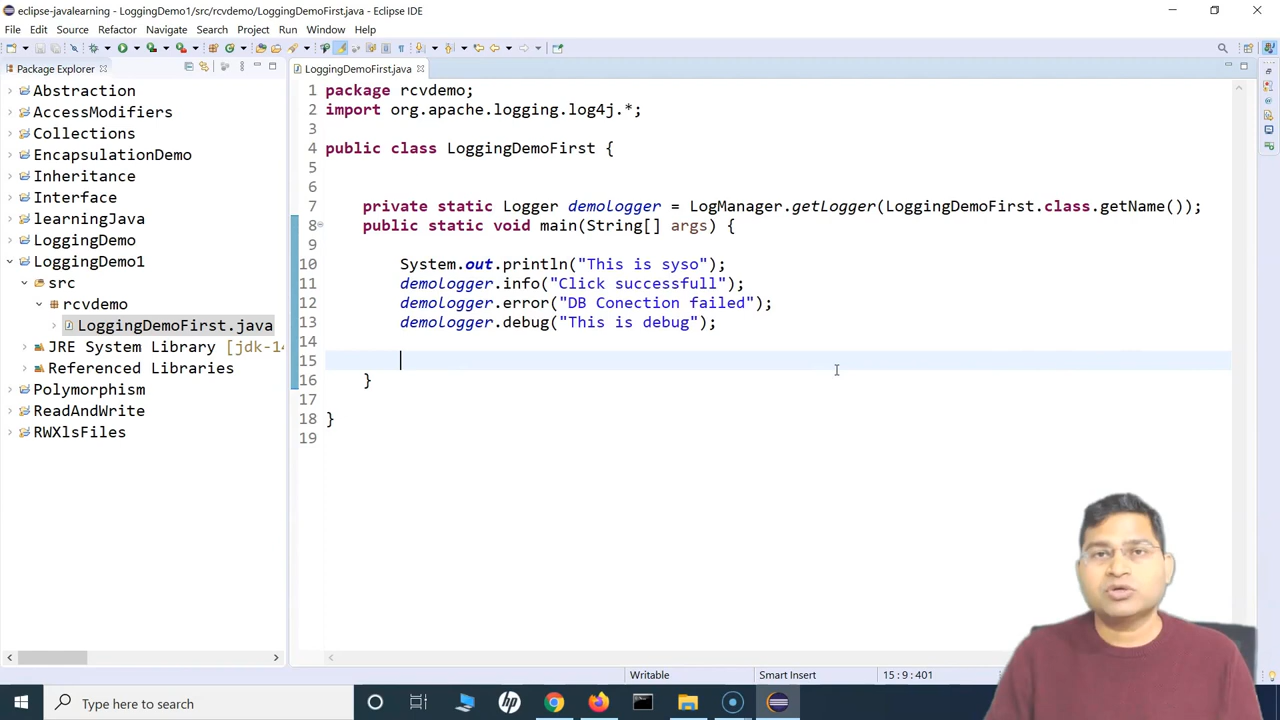 eclipse-javalearning - LoggingDemo1/src/rcvdemo/LoggingDemoFirst.java - Eclipse IDE
File Edit Source Refactor Navigate Search Project Run Window Help
Package Explorer
Abstraction
AccessModifiers
Collections
EncapsulationDemo
Inheritance
Interface
learningJava
LoggingDemo
LoggingDemo1
src
rcvdemo
LoggingDemoFirst.java
JRE System Library [jdk-14
Referenced Libraries
Polymorphism
ReadAndWrite
RWXlsFiles
LoggingDemoFirst.java
1 package rcvdemo;
2 import org.apache.logging.log4j.*;
3
4 public class LoggingDemoFirst {
5
6
7 private static Logger demologger = LogManager.getLogger(LoggingDemoFirst.class.getName());
8 public static void main(String[] args) {
9
10 System.out.println("This is syso");
11 demologger.info("Click successfull");
12 demologger.error("DB Conection failed");
13 demologger.debug("This is debug");
14
15
16 }
17
18 }
19
Writable Smart Insert 15 : 9 : 401
Type here to search
hp